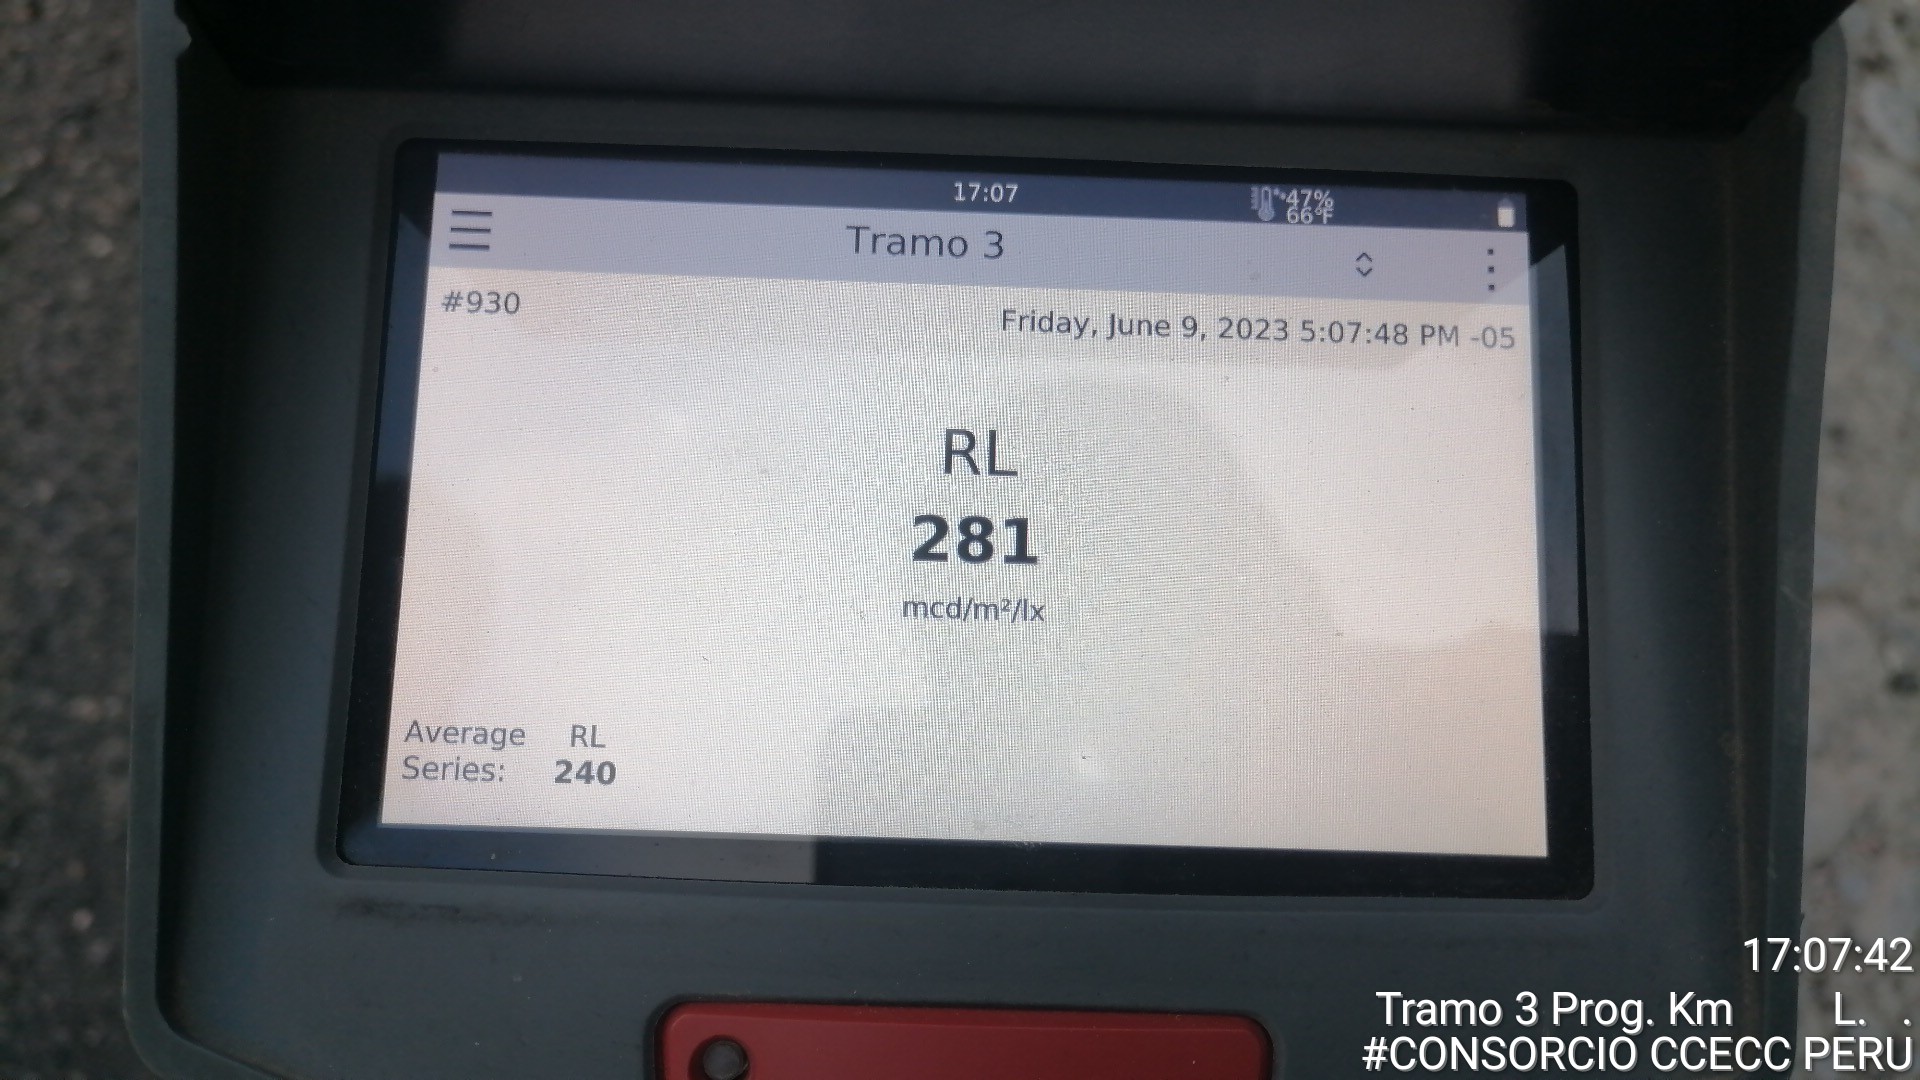 17:07
47%
66°F
Tramo 3
#930
Friday, June 9, 2023 5:07:48 PM -05
RL
281
mcd/m²/lx
Average RL
Series: 240
17:07:42
Tramo 3 Prog. Km L. .
#CONSORCIO CCECC PERU